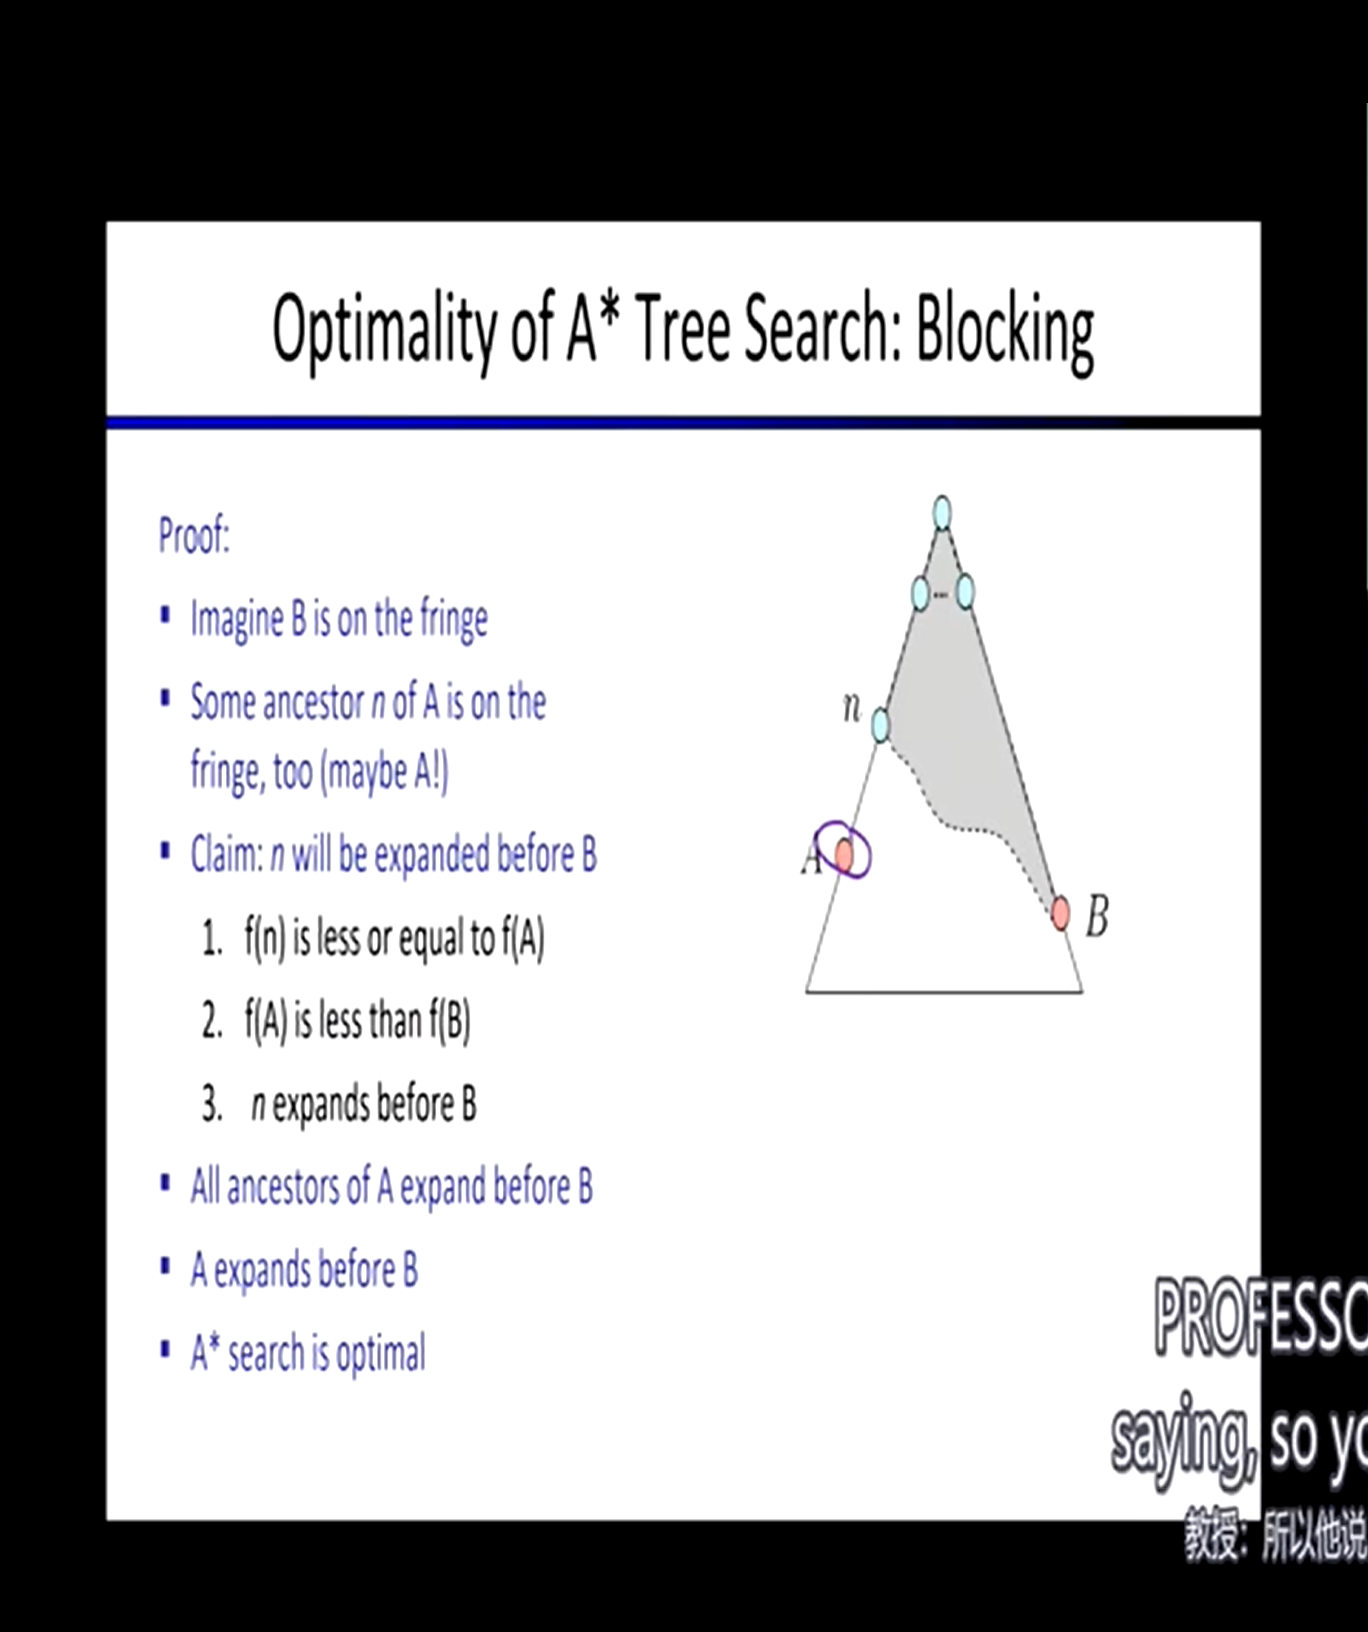 Optimality of A* Tree Search: Blocking
Proof:
▪ Imagine B is on the fringe
▪ Some ancestor n of A is on the
fringe, too (maybe A!)
▪ Claim: n will be expanded before B
1. f(n) is less or equal to f(A)
2. f(A) is less than f(B)
3. n expands before B
▪ All ancestors of A expand before B
▪ A expands before B
▪ A* search is optimal
...
n
A
B
PROFESSO
saying, so yo
教授：所以他说